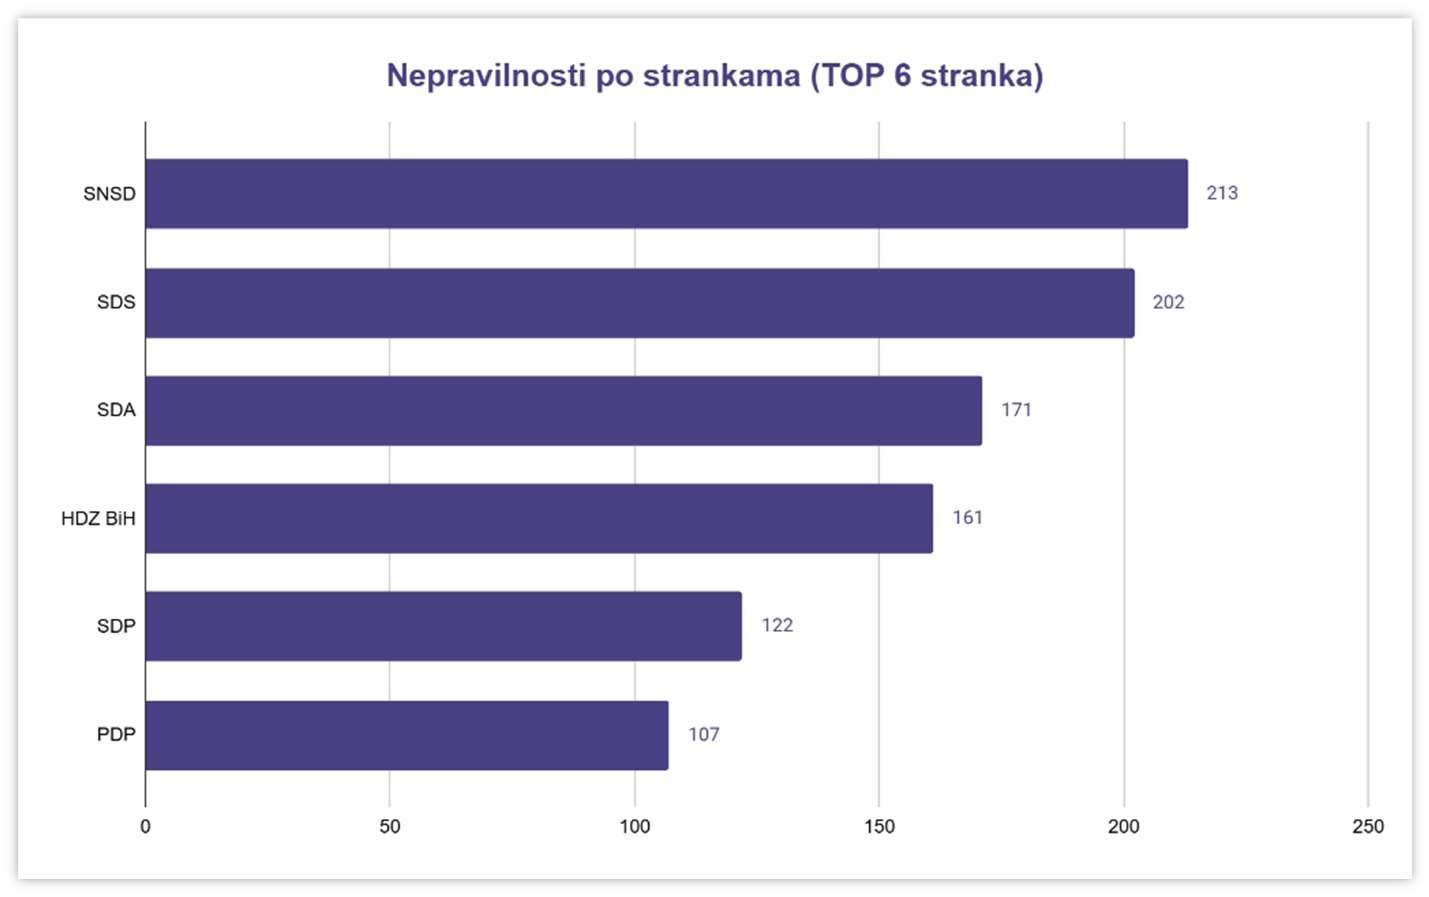 Nepravilnosti po strankama (TOP 6 stranka)
SNSD 213
SDS 202
SDA 171
HDZ BiH 161
SDP 122
PDP 107
0 50 100 150 200 250